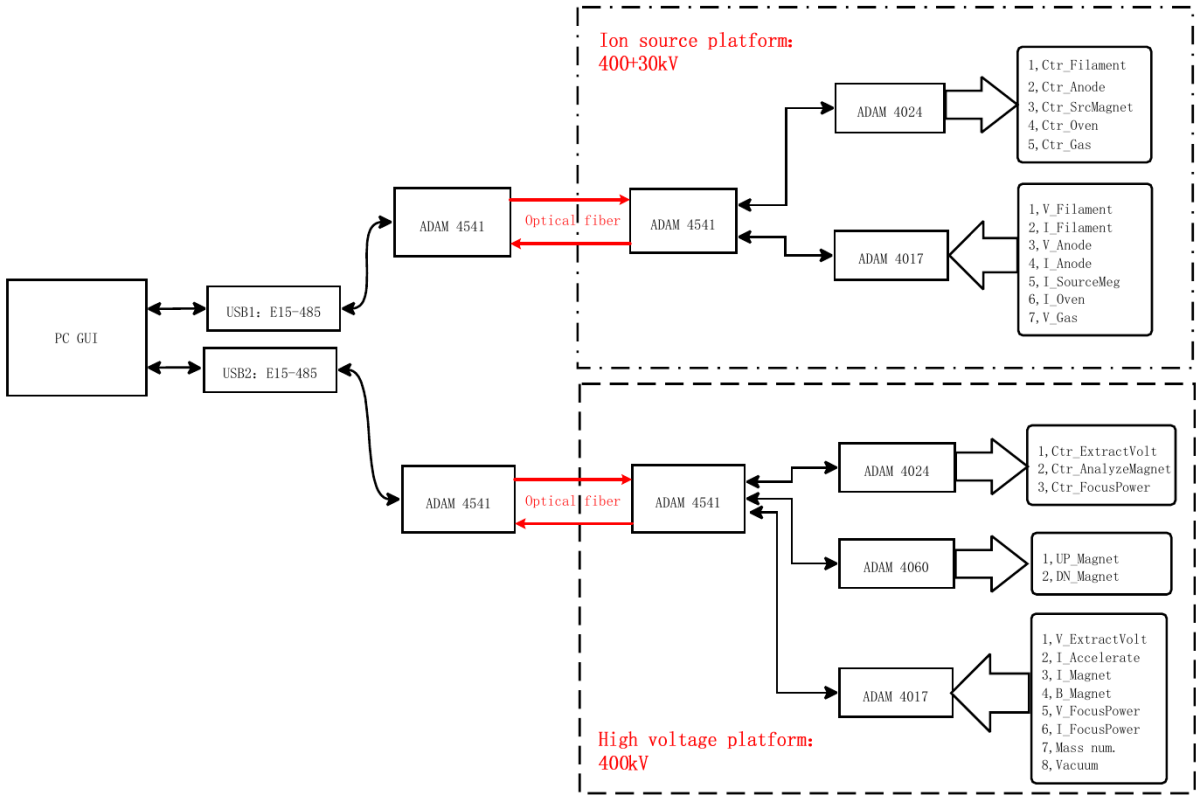 Ion source platform:
400+30kV
ADAM 4024
1,Ctr_Filament
2,Ctr_Anode
3,Ctr_SrcMagnet
4,Ctr_Oven
5,Ctr_Gas
ADAM 4541
Optical fiber
ADAM 4541
ADAM 4017
1,V_Filament
2,I_Filament
3,V_Anode
4,I_Anode
5,I_SourceMeg
6,I_Oven
7,V_Gas
PC GUI
USB1: E15-485
USB2: E15-485
ADAM 4541
Optical fiber
ADAM 4541
ADAM 4024
1,Ctr_ExtractVolt
2,Ctr_AnalyzeMagnet
3,Ctr_FocusPower
ADAM 4060
1,UP_Magnet
2,DN_Magnet
ADAM 4017
1,V_ExtractVolt
2,I_Accelerate
3,I_Magnet
4,B_Magnet
5,V_FocusPower
6,I_FocusPower
7,Mass num.
8,Vacuum
High voltage platform:
400kV